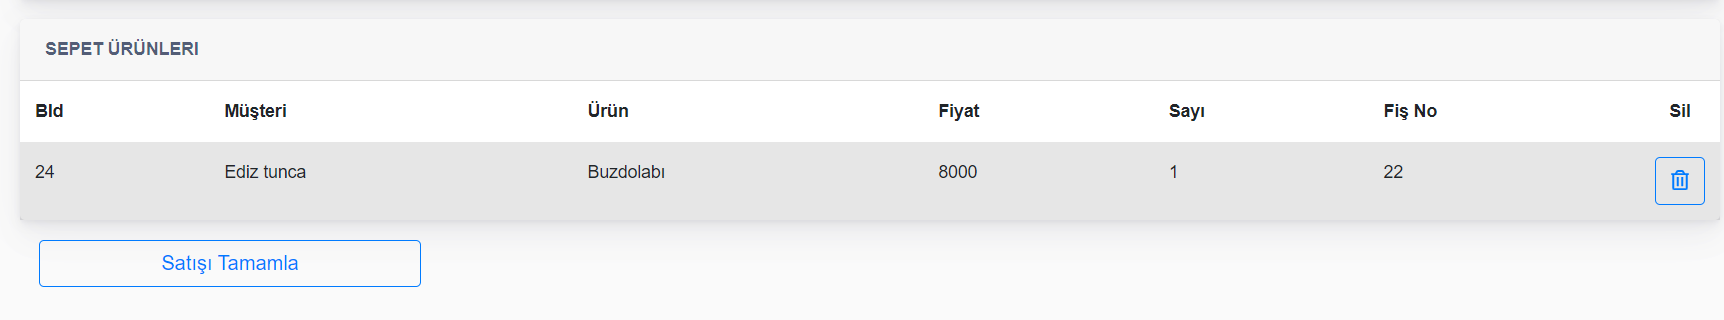 SEPET ÜRÜNLERI
BId Müşteri Ürün Fiyat Sayı Fiş No Sil
24 Ediz tunca Buzdolabı 8000 1 22
Satışı Tamamla